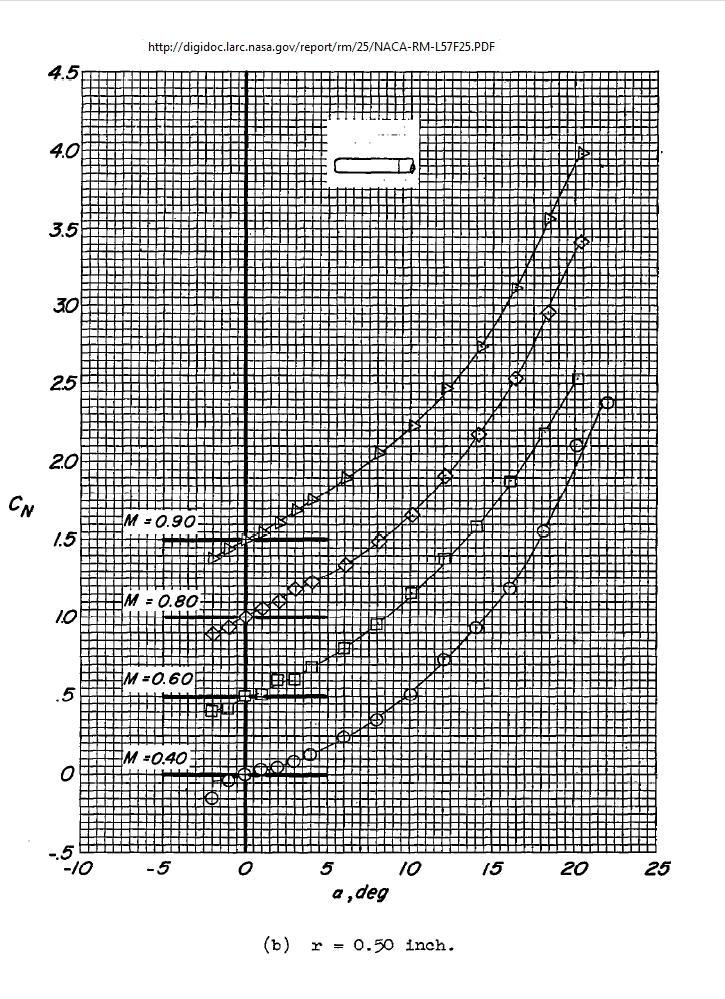 http://digidoc.larc.nasa.gov/report/rm/25/NACA-RM-L57F25.PDF
4.5
4.0
3.5
3.0
2.5
2.0
1.5
1.0
.5
0
-.5
C_N
M = 0.90
M = 0.80
M = 0.60
M = 0.40
-10 -5 0 5 10 15 20 25
α, deg
(b) r = 0.50 inch.